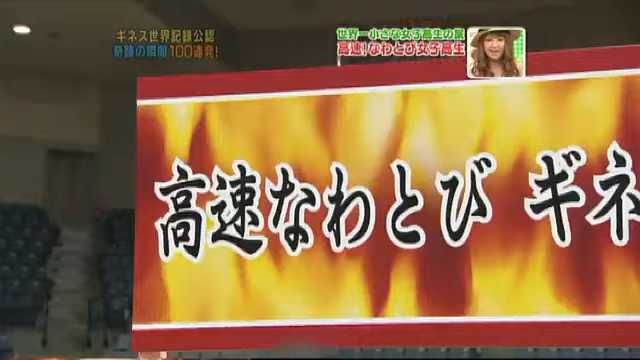 ギネス世界記録公認
奇跡の瞬間100連発!
世界一小さな女子高生の旅
高速!なわとび女子高生
高速なわとび ギネ